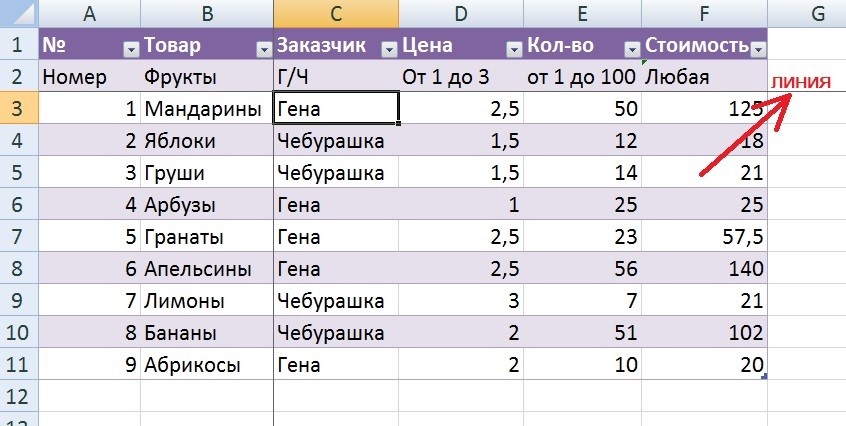 A B C D E F G
1 № Товар Заказчик Цена Кол-во Стоимость
2 Номер Фрукты Г/Ч От 1 до 3 от 1 до 100 Любая линия
3 1 Мандарины Гена 2,5 50 125
4 2 Яблоки Чебурашка 1,5 12 18
5 3 Груши Чебурашка 1,5 14 21
6 4 Арбузы Гена 1 25 25
7 5 Гранаты Гена 2,5 23 57,5
8 6 Апельсины Гена 2,5 56 140
9 7 Лимоны Чебурашка 3 7 21
10 8 Бананы Чебурашка 2 51 102
11 9 Абрикосы Гена 2 10 20
12